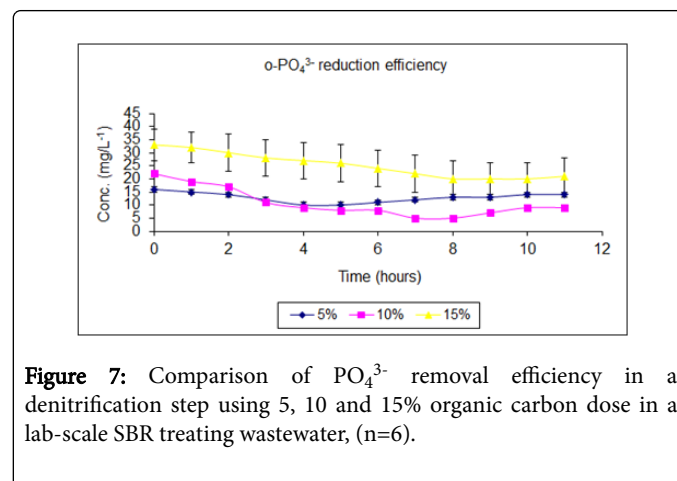 o-PO₄³⁻ reduction efficiency
Conc. (mg/L⁻¹)
45
40
35
30
25
20
15
10
5
0
0 2 4 6 8 10 12
Time (hours)
5% 10% 15%
Figure 7: Comparison of PO₄³⁻ removal efficiency in a
denitrification step using 5, 10 and 15% organic carbon dose in a
lab-scale SBR treating wastewater, (n=6).